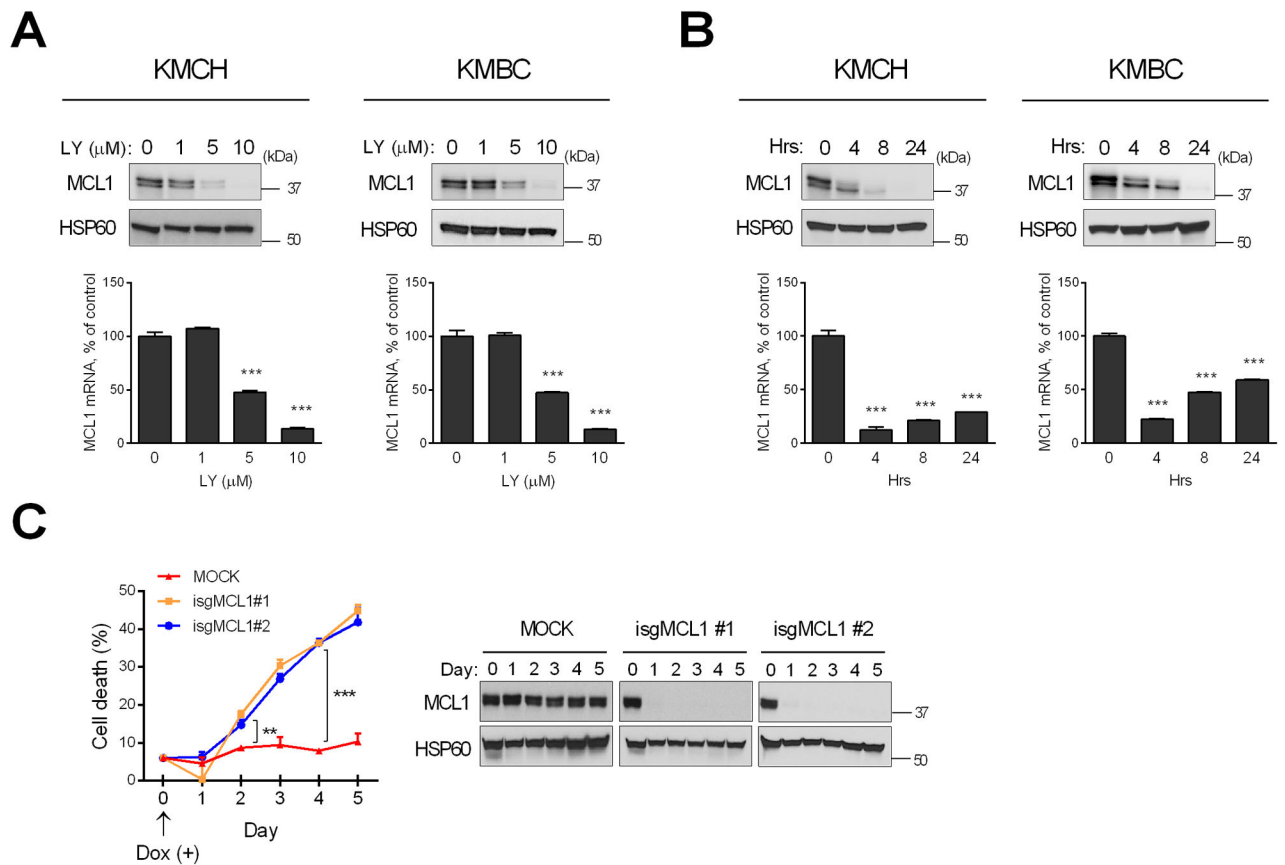 A
B
KMCH
KMBC
KMCH
KMBC
LY (μM): 0 1 5 10 (kDa)
MCL1
37
HSP60
50
LY (μM): 0 1 5 10 (kDa)
MCL1
37
HSP60
50
Hrs: 0 4 8 24 (kDa)
MCL1
37
HSP60
50
Hrs: 0 4 8 24 (kDa)
MCL1
37
HSP60
50
MCL1 mRNA, % of control
150
100
50
0
***
***
0 1 5 10
LY (μM)
MCL1 mRNA, % of control
150
100
50
0
***
***
0 1 5 10
LY (μM)
MCL1 mRNA, % of control
150
100
50
0
***
***
***
0 4 8 24
Hrs
MCL1 mRNA, % of control
150
100
50
0
***
***
***
0 4 8 24
Hrs
C
MOCK
isgMCL1#1
isgMCL1#2
Cell death (%)
50
40
30
20
10
0
**
***
0 1 2 3 4 5
Day
Dox (+)
MOCK
isgMCL1 #1
isgMCL1 #2
Day: 0 1 2 3 4 5 0 1 2 3 4 5 0 1 2 3 4 5
MCL1
37
HSP60
50